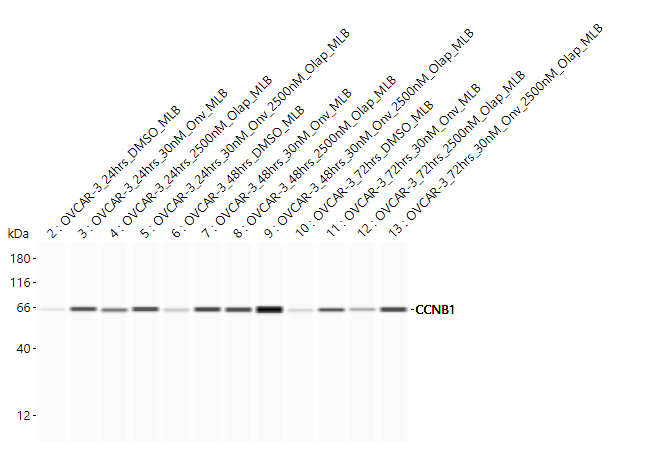 2 : OVCAR-3_24hrs_DMSO_MLB
3 : OVCAR-3_24hrs_30nM_Onv_MLB
4 : OVCAR-3_24hrs_2500nM_Olap_MLB
5 : OVCAR-3_24hrs_30nM_Onv_2500nM_Olap_MLB
6 : OVCAR-3_48hrs_DMSO_MLB
7 : OVCAR-3_48hrs_30nM_Onv_MLB
8 : OVCAR-3_48hrs_2500nM_Olap_MLB
9 : OVCAR-3_48hrs_30nM_Onv_2500nM_Olap_MLB
10 : OVCAR-3_72hrs_DMSO_MLB
11 : OVCAR-3_72hrs_30nM_Onv_MLB
12 : OVCAR-3_72hrs_2500nM_Olap_MLB
13 : OVCAR-3_72hrs_30nM_Onv_2500nM_Olap_MLB
kDa
180
116
66
CCNB1
40
12